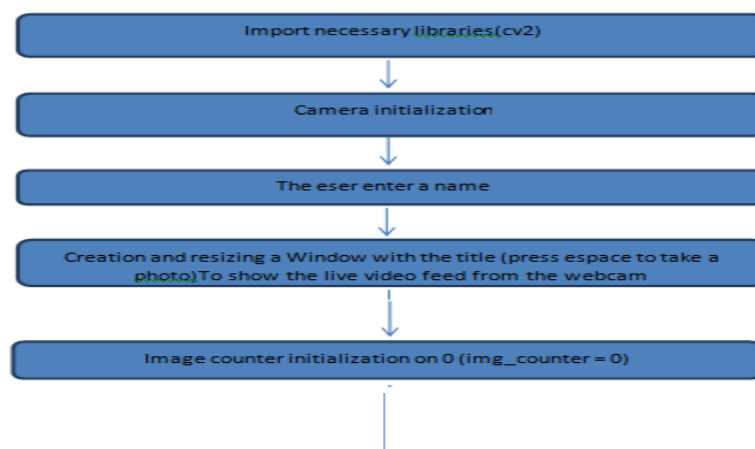 Import necessary libraries(cv2)
Camera initialization
The eser enter a name
Creation and resizing a Window with the title (press espace to take a
photo)To show the live video feed from the webcam
Image counter initialization on 0 (img_counter = 0)